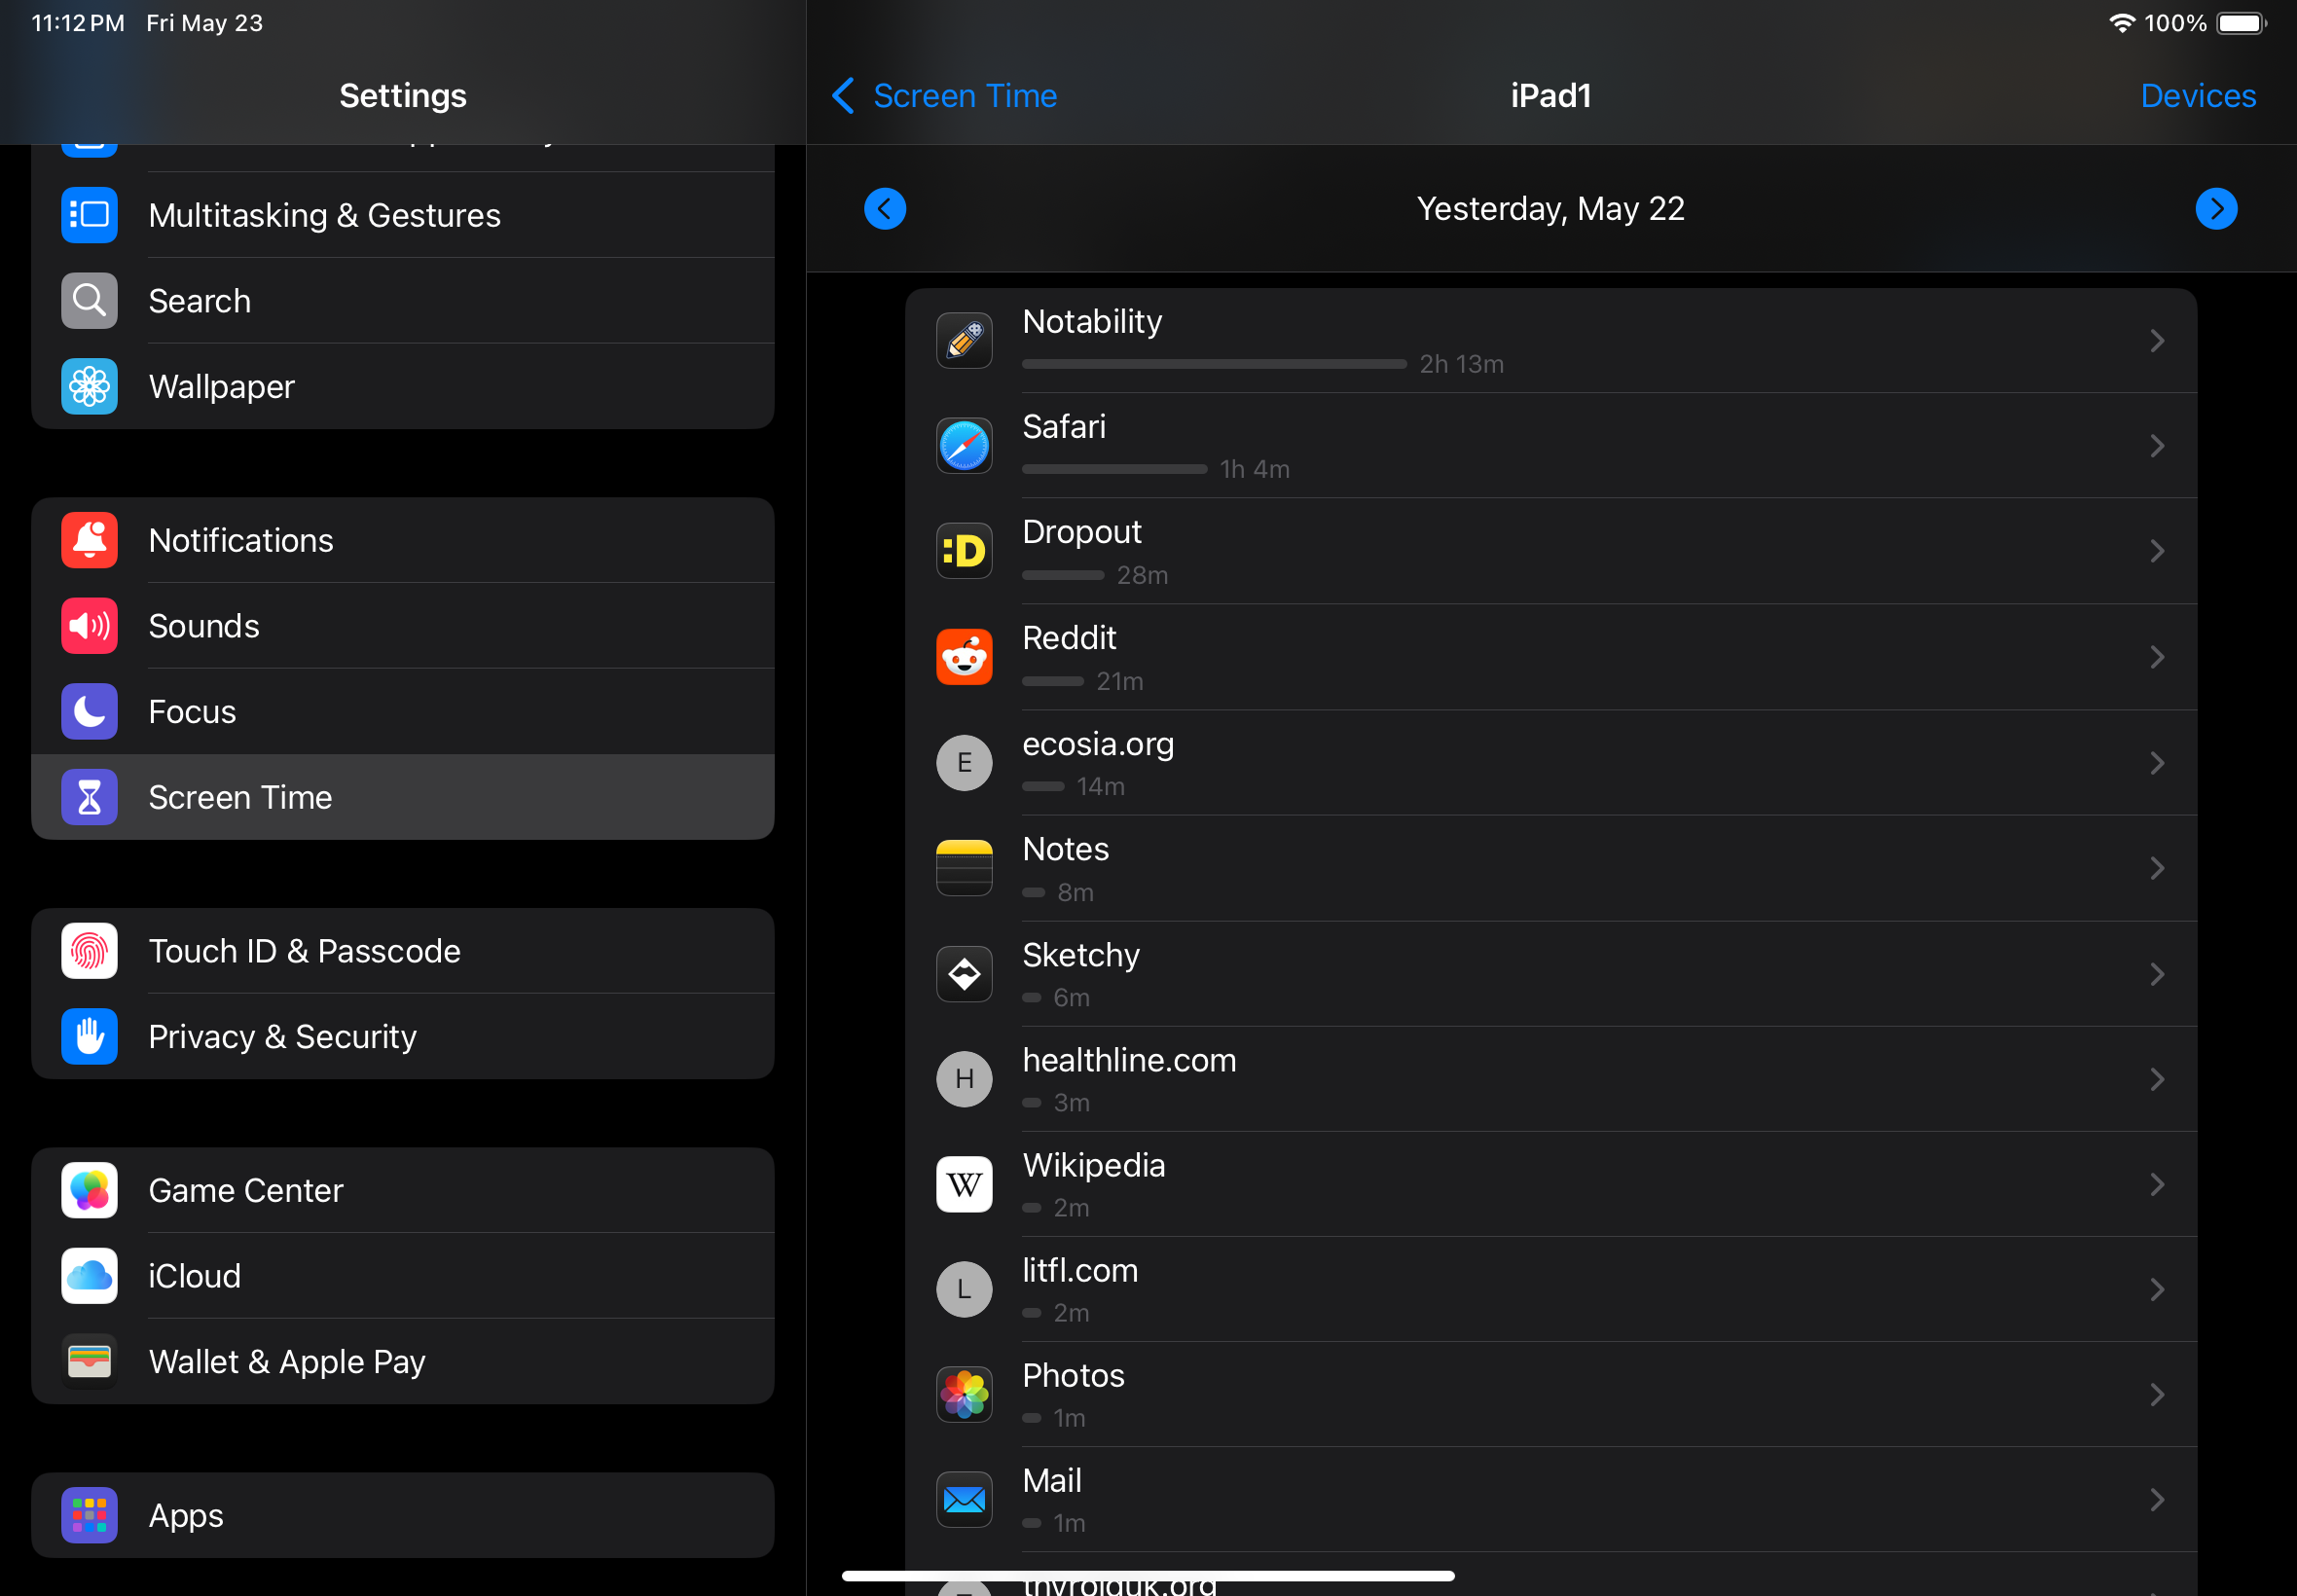 11:12 PM Fri May 23
Settings
Multitasking & Gestures
Search
Wallpaper
Notifications
Sounds
Focus
Screen Time
Touch ID & Passcode
Privacy & Security
Game Center
iCloud
Wallet & Apple Pay
Apps
100%
Screen Time
iPad1
Devices
Yesterday, May 22
Notability
2h 13m
Safari
1h 4m
:D
Dropout
28m
Reddit
21m
E
ecosia.org
14m
Notes
8m
Sketchy
6m
H
healthline.com
3m
W
Wikipedia
2m
L
litfl.com
2m
Photos
1m
Mail
1m
thyroiduk.org